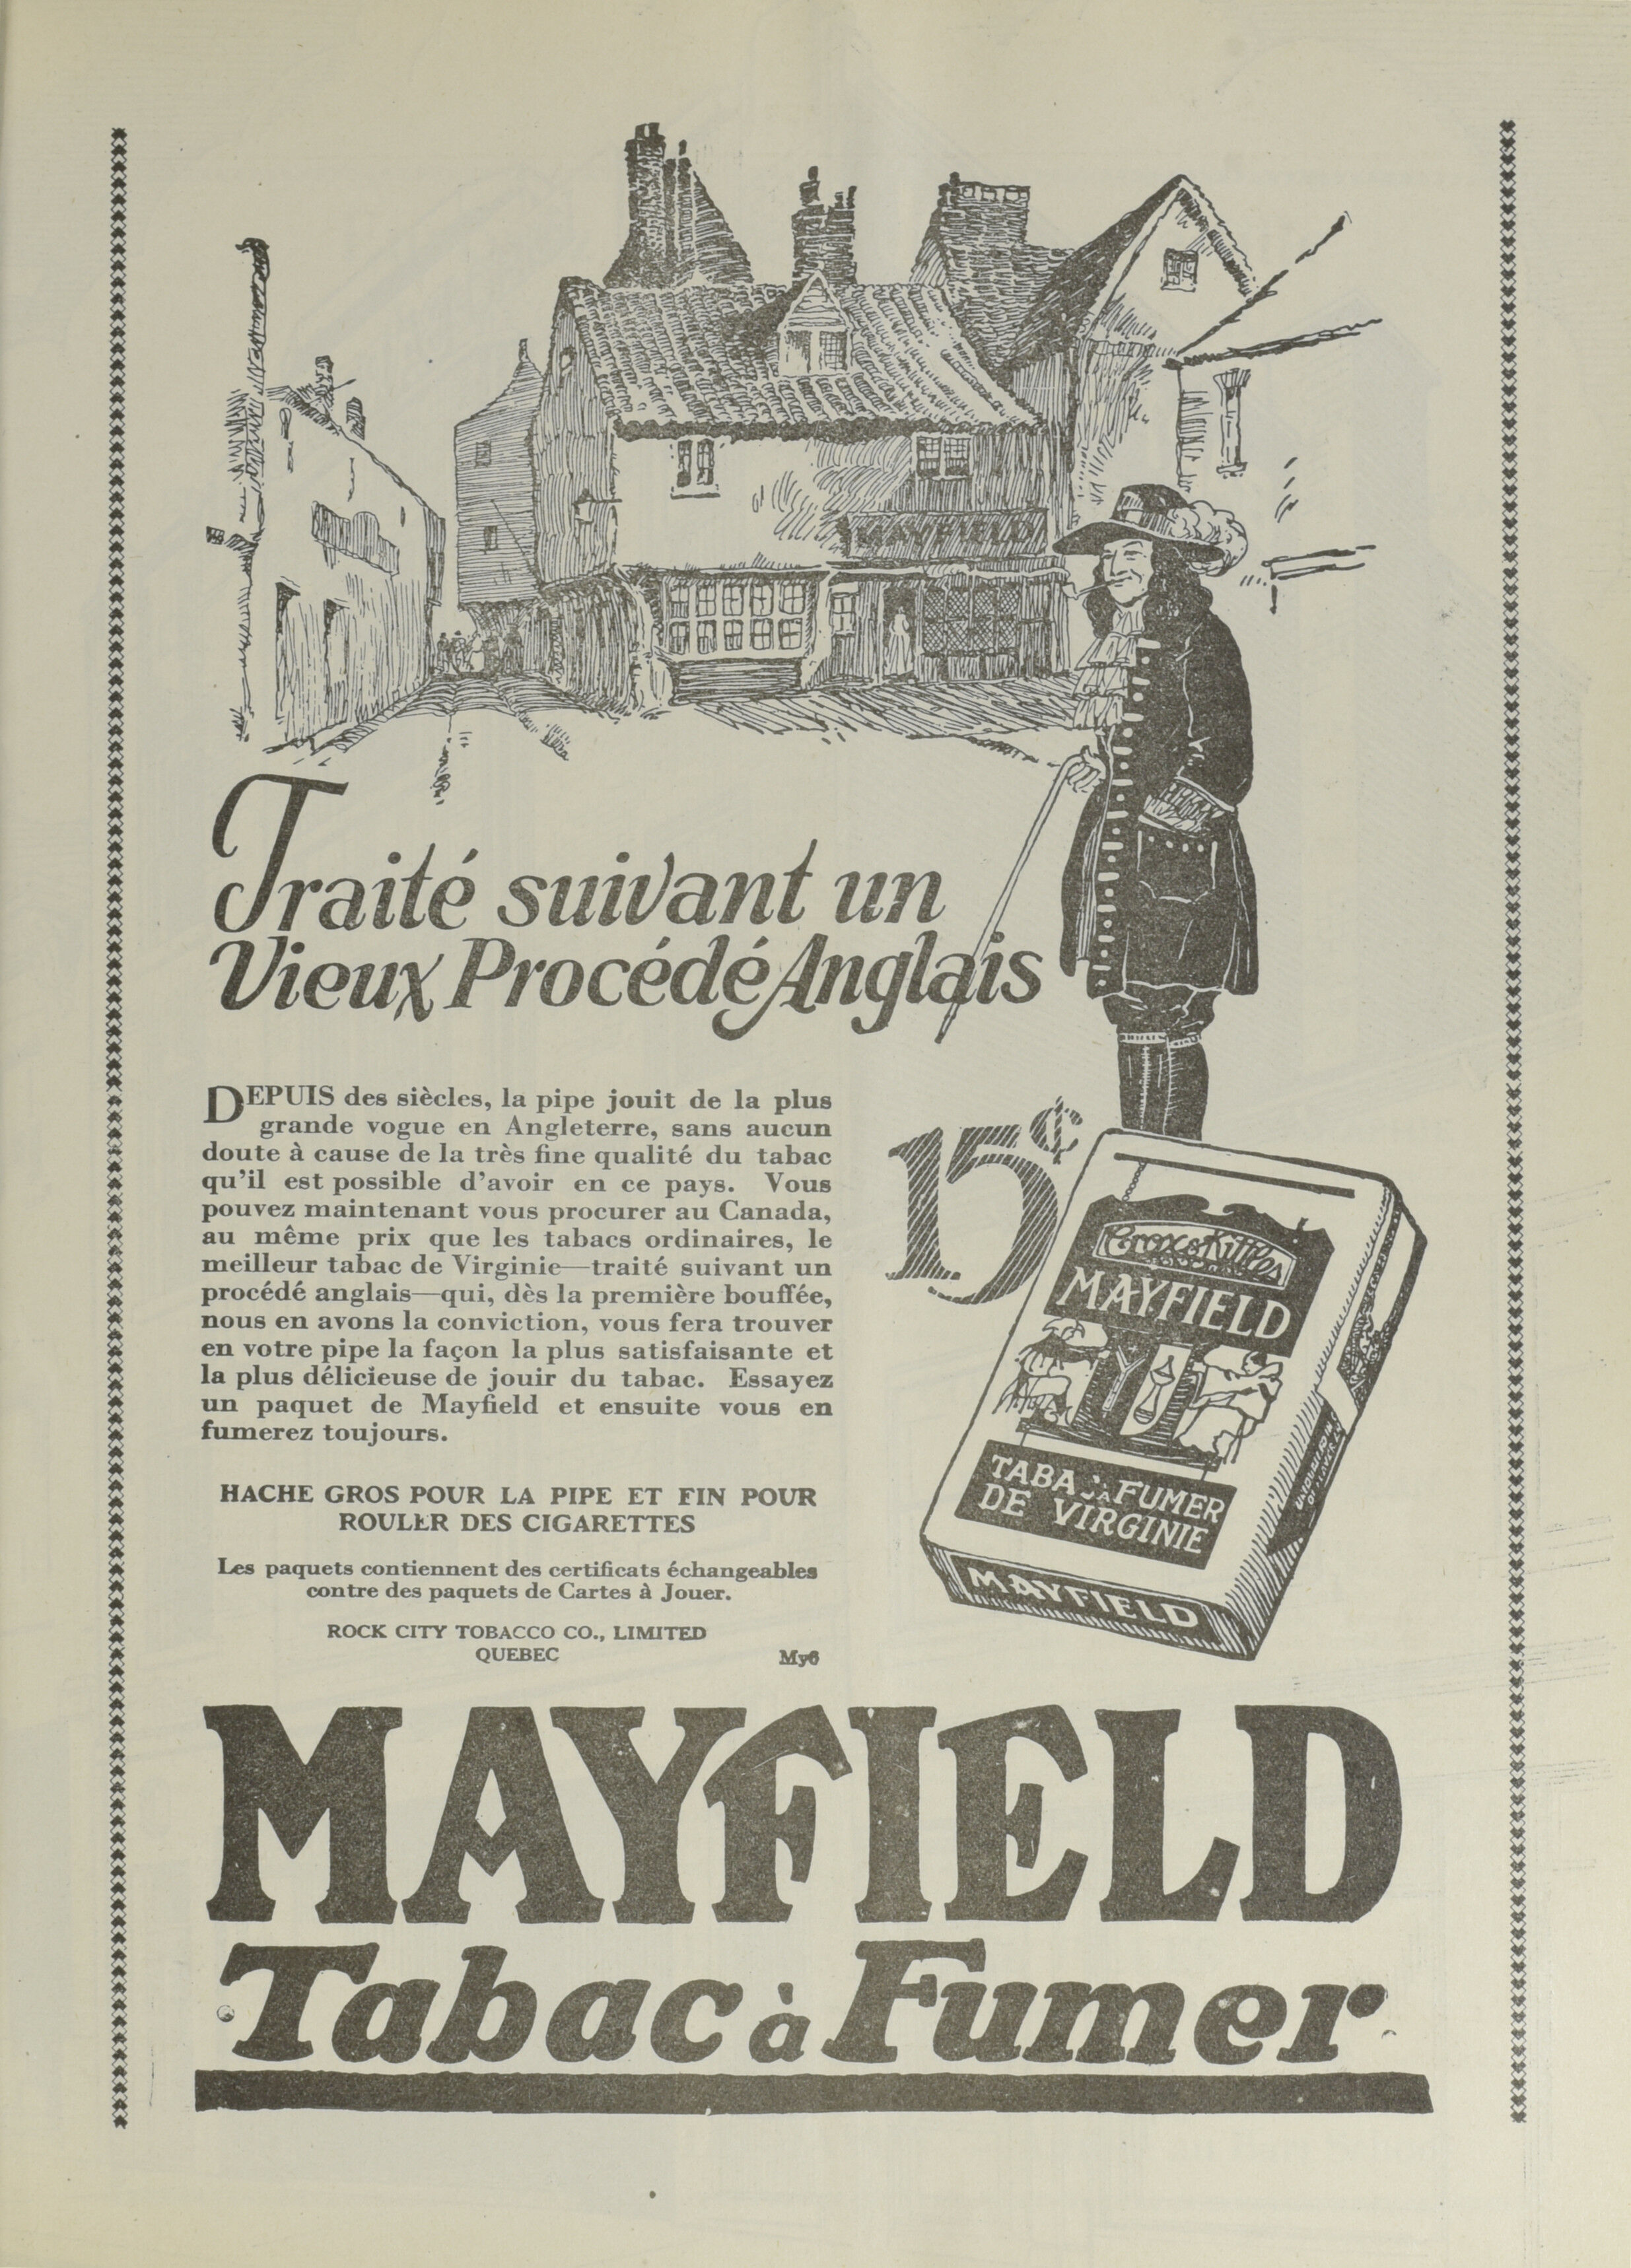 MAYFIELD
Traité suivant un
Vieux Procédé Anglais
DEPUIS des siècles, la pipe jouit de la plus
grande vogue en Angleterre, sans aucun
doute à cause de la très fine qualité du tabac
qu'il est possible d'avoir en ce pays. Vous
pouvez maintenant vous procurer au Canada,
au même prix que les tabacs ordinaires, le
meilleur tabac de Virginie—traité suivant un
procédé anglais—qui, dès la première bouffée,
nous en avons la conviction, vous fera trouver
en votre pipe la façon la plus satisfaisante et
la plus délicieuse de jouir du tabac. Essayez
un paquet de Mayfield et ensuite vous en
fumerez toujours.
HACHE GROS POUR LA PIPE ET FIN POUR
ROULER DES CIGARETTES
Les paquets contiennent des certificats échangeables
contre des paquets de Cartes à Jouer.
ROCK CITY TOBACCO CO., LIMITED
QUEBEC
My6
15¢
MAYFIELD
TABA À FUMER
DE VIRGINIE
MAYFIELD
MAYFIELD
Tabac à Fumer